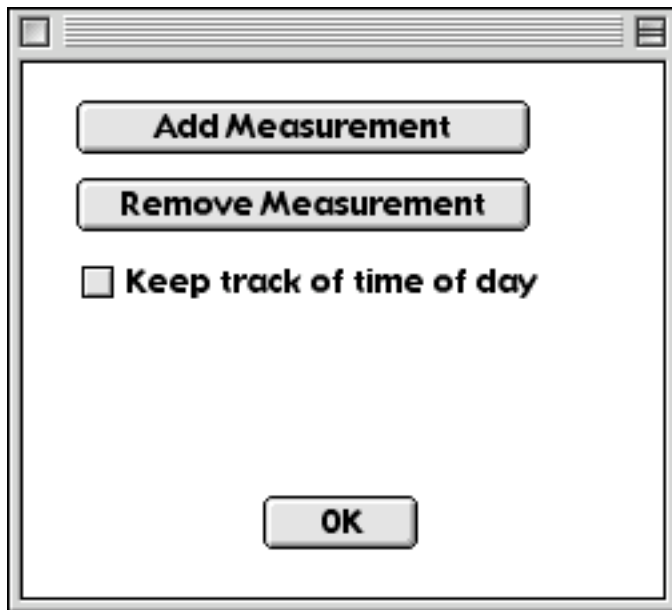 Add Measurement
Remove Measurement
Keep track of time of day
OK